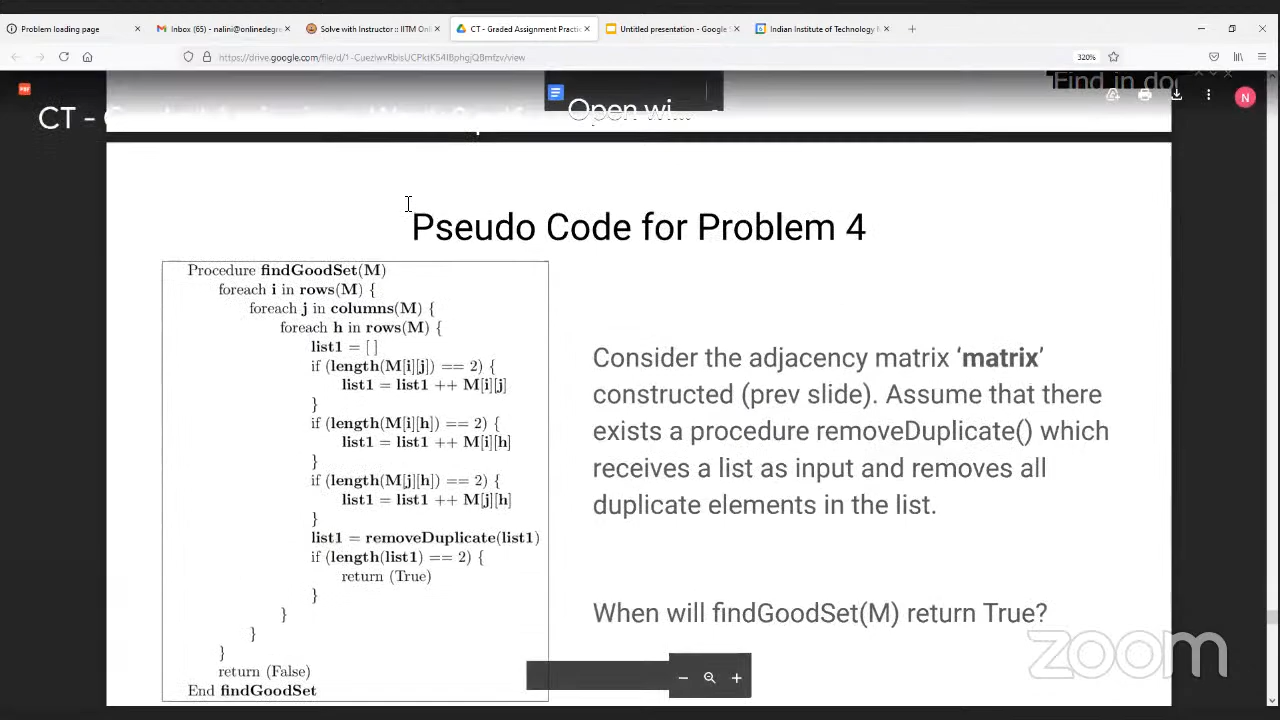 Problem loading page
Inbox (55) - nalini@onlinedegre
Solve with Instructor :: IITM Onl
CT - Graded Assignment Practic
Untitled presentation - Google
Indian Institute of Technology
320%
Find in do
CT -
Open wi...
N
Pseudo Code for Problem 4
Procedure findGoodSet(M)
foreach i in rows(M) {
foreach j in columns(M) {
foreach h in rows(M) {
list1 = [ ]
if (length(M[i][j]) == 2) {
list1 = list1 ++ M[i][j]
}
if (length(M[i][h]) == 2) {
list1 = list1 ++ M[i][h]
}
if (length(M[j][h]) == 2) {
list1 = list1 ++ M[j][h]
}
list1 = removeDuplicate(list1)
if (length(list1) == 2) {
return (True)
}
}
}
}
return (False)
End findGoodSet
Consider the adjacency matrix ‘matrix’
constructed (prev slide). Assume that there
exists a procedure removeDuplicate() which
receives a list as input and removes all
duplicate elements in the list.
When will findGoodSet(M) return True?
zoom